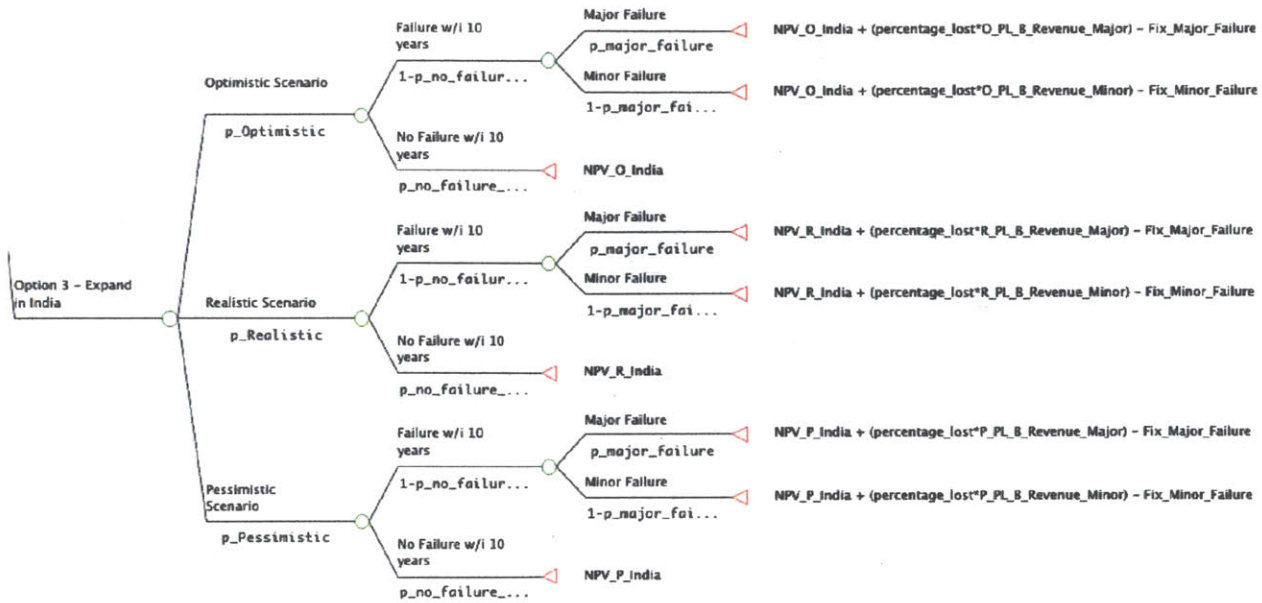 Major Failure
NPV_O_India + (percentage_lost*O_PL_B_Revenue_Major) – Fix_Major_Failure
p_major_failure
Failure w/i 10
years
1-p_no_failur...
Minor Failure
NPV_O_India + (percentage_lost*O_PL_B_Revenue_Minor) – Fix_Minor_Failure
1-p_major_fai...
Optimistic Scenario
p_Optimistic
No Failure w/i 10
years
NPV_O_India
p_no_failure_...
Major Failure
NPV_R_India + (percentage_lost*R_PL_B_Revenue_Major) – Fix_Major_Failure
p_major_failure
Failure w/i 10
years
1-p_no_failur...
Minor Failure
NPV_R_India + (percentage_lost*R_PL_B_Revenue_Minor) – Fix_Minor_Failure
1-p_major_fai...
Option 3 – Expand
in India
Realistic Scenario
p_Realistic
No Failure w/i 10
years
NPV_R_India
p_no_failure_...
Major Failure
NPV_P_India + (percentage_lost*P_PL_B_Revenue_Major) – Fix_Major_Failure
p_major_failure
Failure w/i 10
years
1-p_no_failur...
Minor Failure
NPV_P_India + (percentage_lost*P_PL_B_Revenue_Minor) – Fix_Minor_Failure
1-p_major_fai...
Pessimistic
Scenario
p_Pessimistic
No Failure w/i 10
years
NPV_P_India
p_no_failure_...